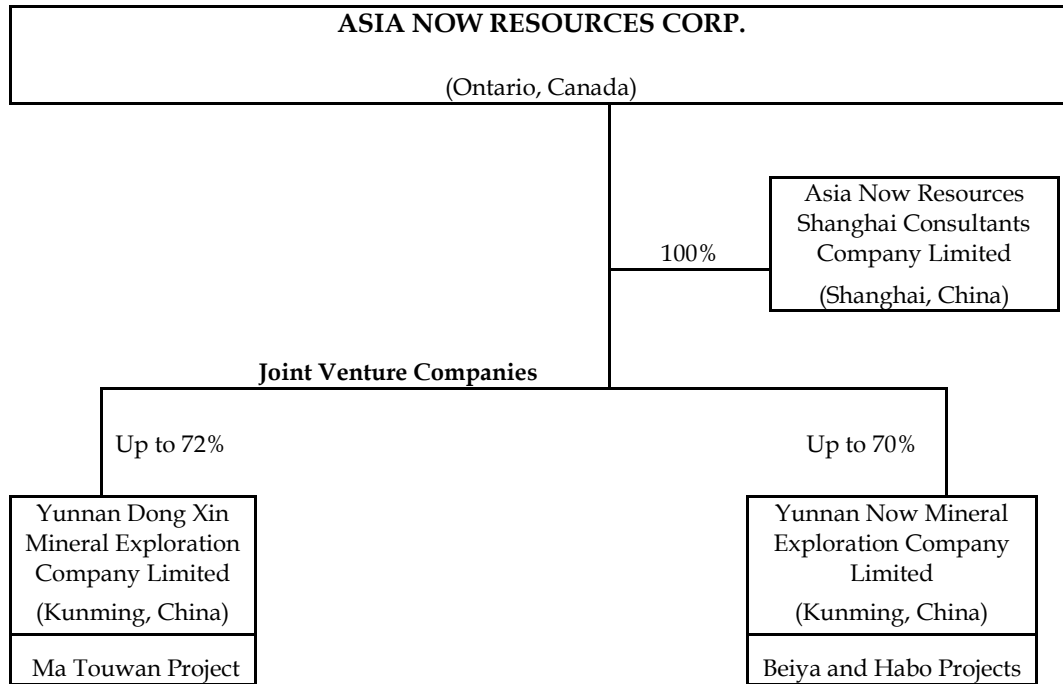 ASIA NOW RESOURCES CORP.
(Ontario, Canada)
Asia Now Resources
Shanghai Consultants
Company Limited
(Shanghai, China)
100%
Joint Venture Companies
Up to 72%
Up to 70%
Yunnan Dong Xin
Mineral Exploration
Company Limited
(Kunming, China)
Ma Touwan Project
Yunnan Now Mineral
Exploration Company
Limited
(Kunming, China)
Beiya and Habo Projects